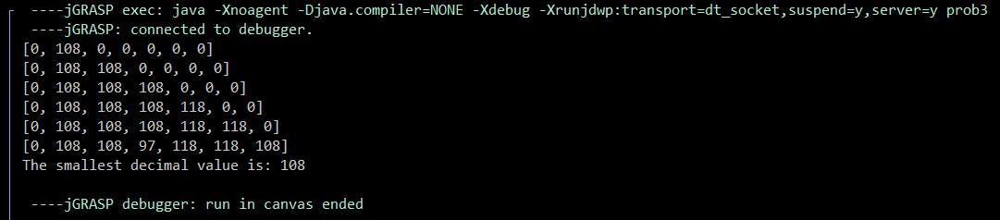 ----jGRASP exec: java -Xnoagent -Djava.compiler=NONE -Xdebug -Xrunjdwp:transport=dt_socket,suspend=y,server=y prob3
----jGRASP: connected to debugger.
[0, 108, 0, 0, 0, 0, 0]
[0, 108, 108, 0, 0, 0, 0]
[0, 108, 108, 108, 0, 0, 0]
[0, 108, 108, 108, 118, 0, 0]
[0, 108, 108, 108, 118, 118, 0]
[0, 108, 108, 97, 118, 118, 108]
The smallest decimal value is: 108
----jGRASP debugger: run in canvas ended